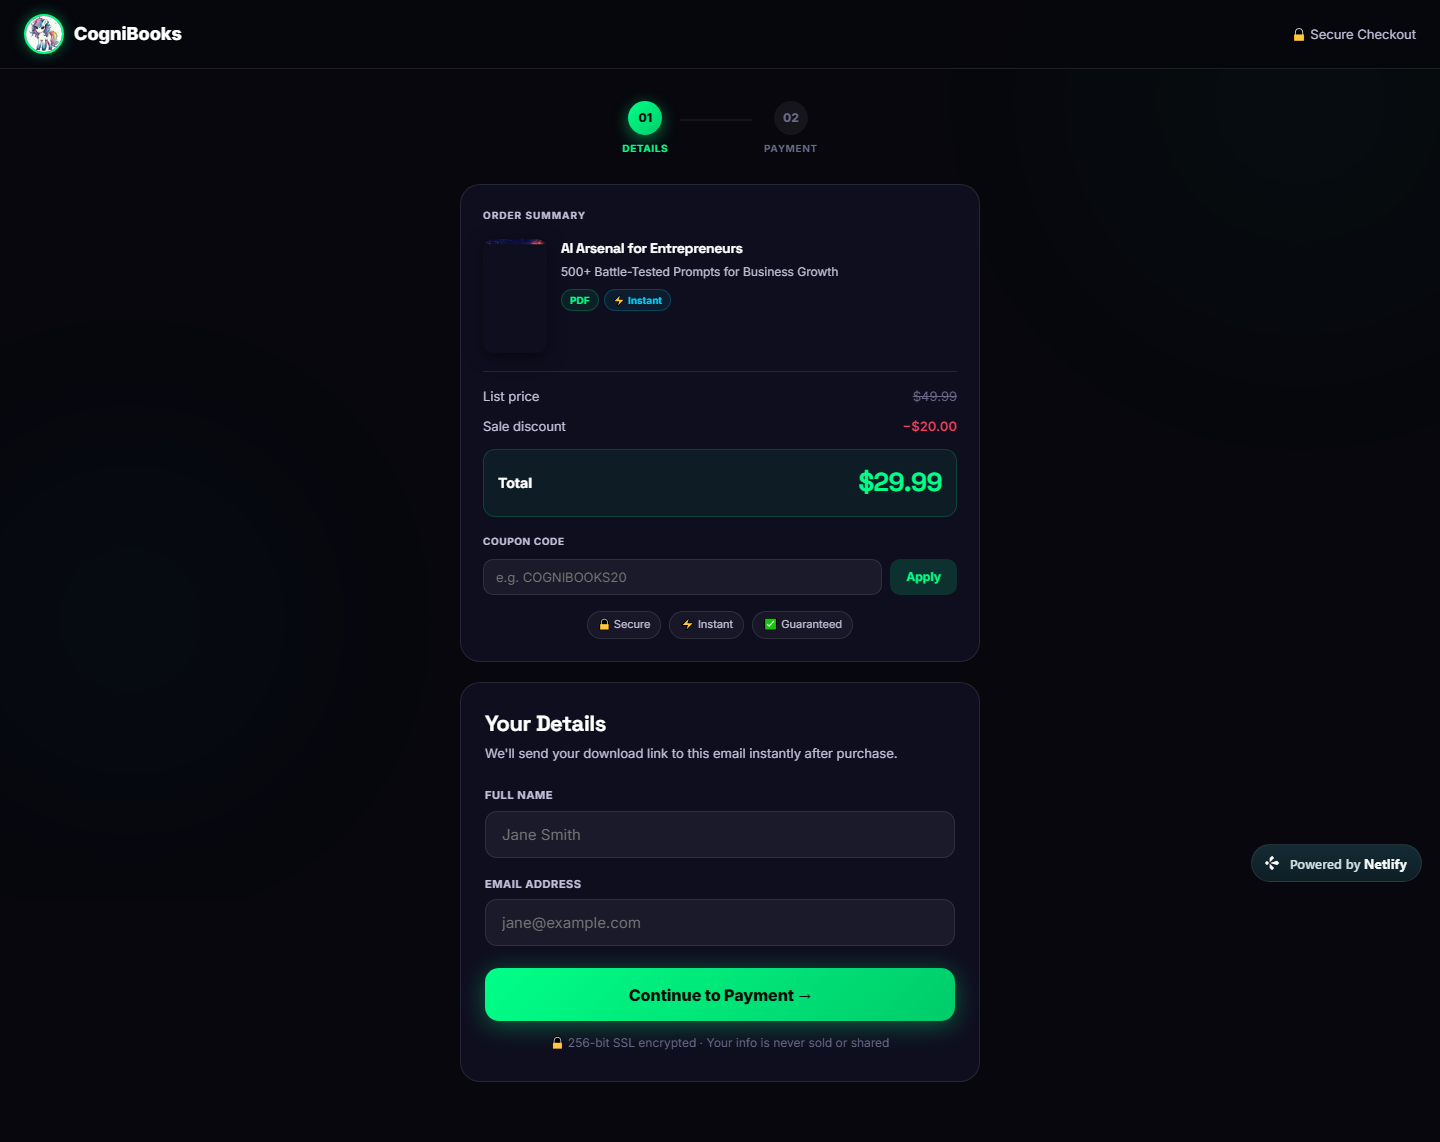 CogniBooks
🔒 Secure Checkout
01
DETAILS
02
PAYMENT
ORDER SUMMARY
AI Arsenal for Entrepreneurs
500+ Battle-Tested Prompts for Business Growth
PDF
⚡ Instant
List price
$49.99
Sale discount
−$20.00
Total
$29.99
COUPON CODE
e.g. COGNIBOOKS20
Apply
🔒 Secure
⚡ Instant
✅ Guaranteed
Your Details
We'll send your download link to this email instantly after purchase.
FULL NAME
Jane Smith
EMAIL ADDRESS
jane@example.com
Continue to Payment →
🔒 256-bit SSL encrypted · Your info is never sold or shared
Powered by Netlify